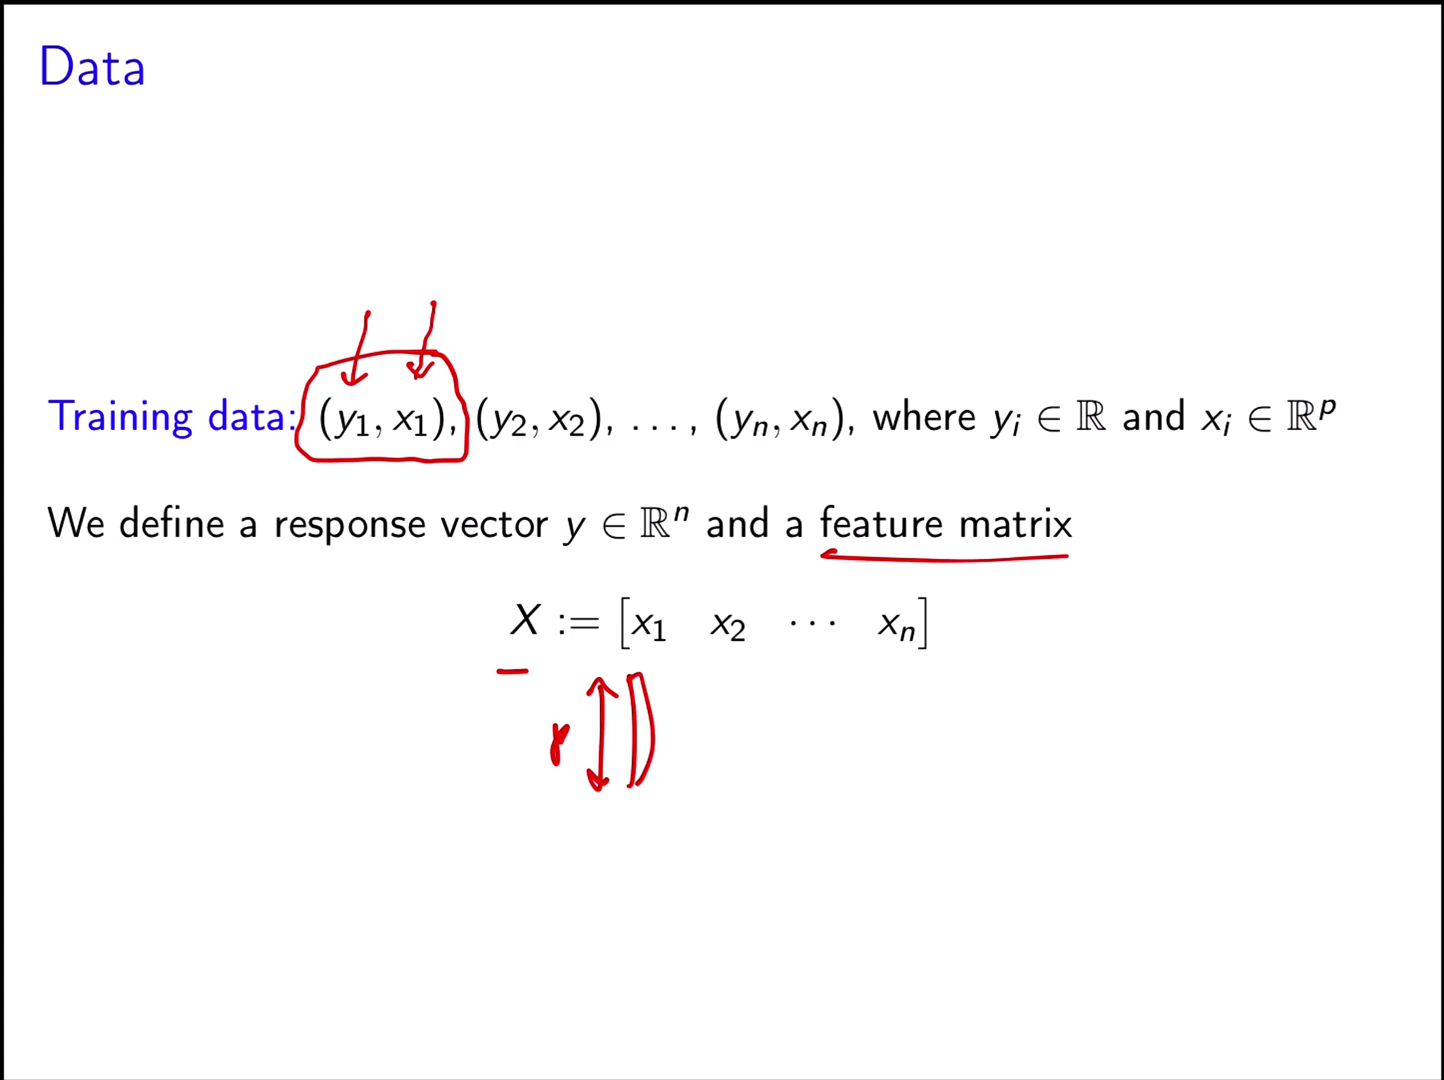 Data
Training data: (y₁, x₁), (y₂, x₂), ..., (yₙ, xₙ), where yᵢ ∈ ℝ and xᵢ ∈ ℝᵖ
We define a response vector y ∈ ℝⁿ and a feature matrix
X := [x₁ x₂ ⋯ xₙ]